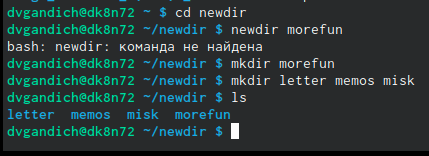 dvgandich@dk8n72 ~ $ cd newdir
dvgandich@dk8n72 ~/newdir $ newdir morefun
bash: newdir: команда не найдена
dvgandich@dk8n72 ~/newdir $ mkdir morefun
dvgandich@dk8n72 ~/newdir $ mkdir letter memos misk
dvgandich@dk8n72 ~/newdir $ ls
letter  memos  misk  morefun
dvgandich@dk8n72 ~/newdir $